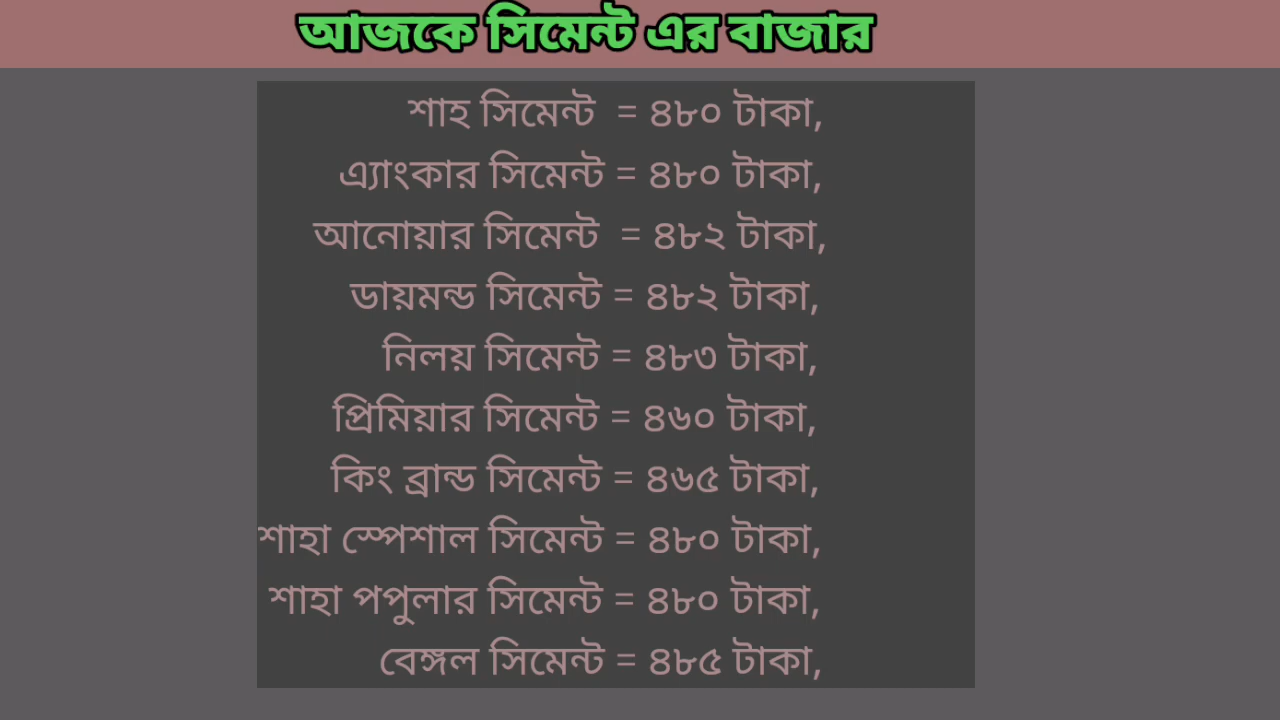 আজকে সিমেন্ট এর বাজার
শাহ সিমেন্ট = ৪৮০ টাকা,
এ্যাংকার সিমেন্ট = ৪৮০ টাকা,
আনোয়ার সিমেন্ট = ৪৮২ টাকা,
ডায়মন্ড সিমেন্ট = ৪৮২ টাকা,
নিলয় সিমেন্ট = ৪৮৩ টাকা,
প্রিমিয়ার সিমেন্ট = ৪৬০ টাকা,
কিং ব্রান্ড সিমেন্ট = ৪৬৫ টাকা,
শাহা স্পেশাল সিমেন্ট = ৪৮০ টাকা,
শাহা পপুলার সিমেন্ট = ৪৮০ টাকা,
বেঙ্গল সিমেন্ট = ৪৮৫ টাকা,